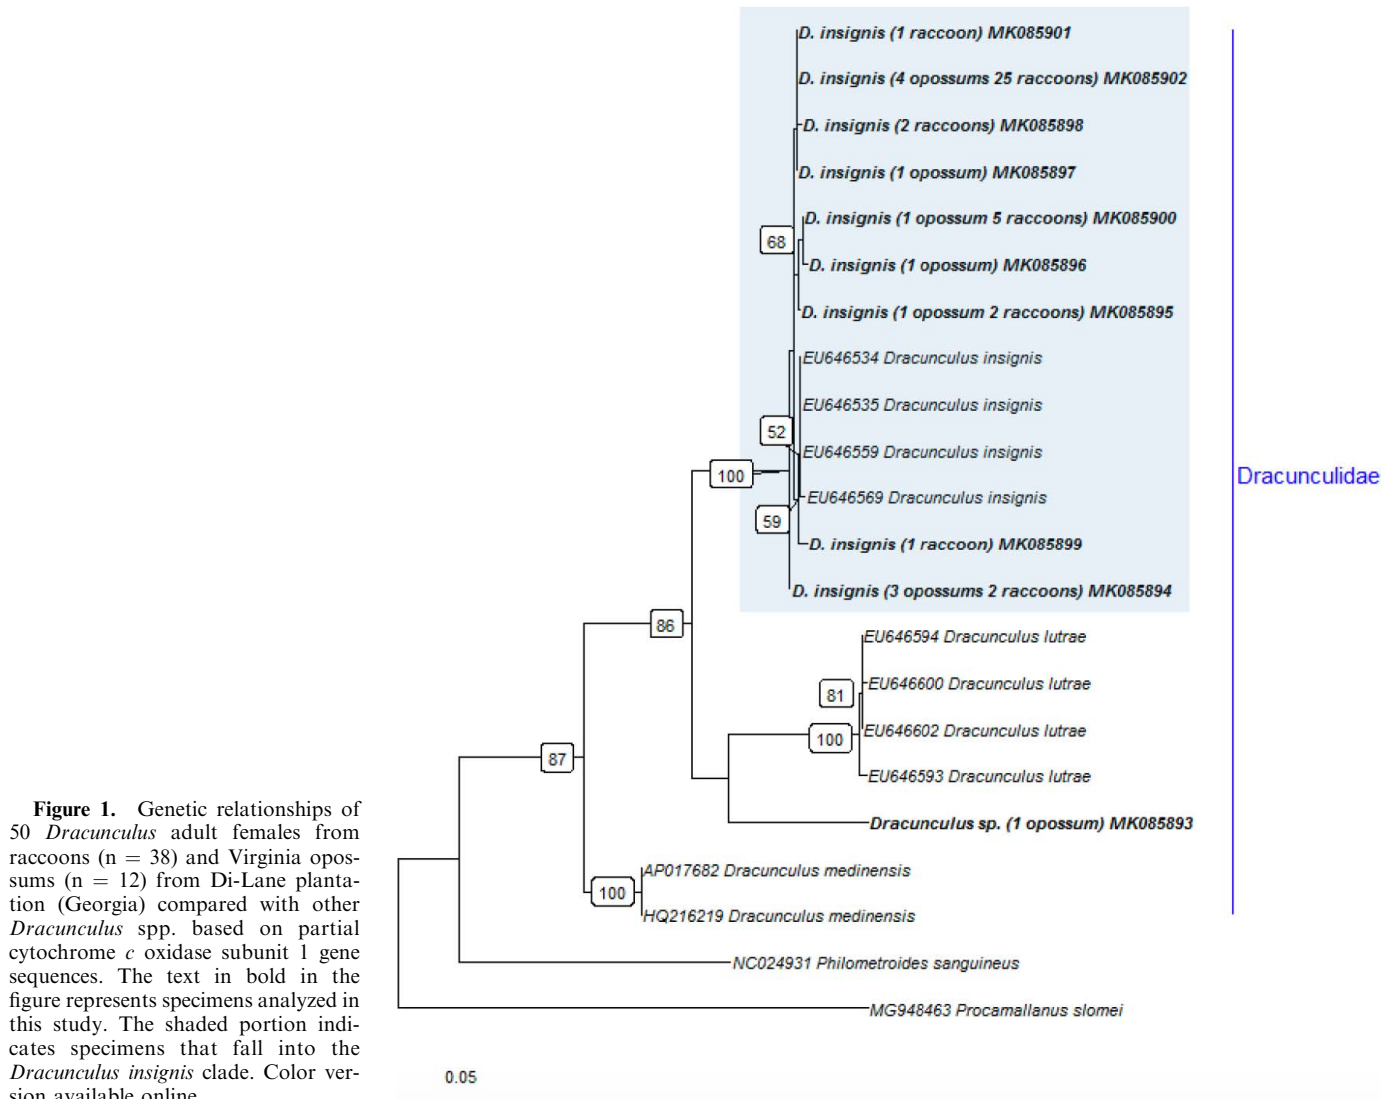 D. insignis (1 raccoon) MK085901
D. insignis (4 opossums 25 raccoons) MK085902
D. insignis (2 raccoons) MK085898
D. insignis (1 opossum) MK085897
D. insignis (1 opossum 5 raccoons) MK085900
68
D. insignis (1 opossum) MK085896
D. insignis (1 opossum 2 raccoons) MK085895
EU646534 Dracunculus insignis
EU646535 Dracunculus insignis
52
EU646559 Dracunculus insignis
100
Dracunculidae
EU646569 Dracunculus insignis
59
D. insignis (1 raccoon) MK085899
D. insignis (3 opossums 2 raccoons) MK085894
86
EU646594 Dracunculus lutrae
EU646600 Dracunculus lutrae
81
EU646602 Dracunculus lutrae
100
87
EU646593 Dracunculus lutrae
Dracunculus sp. (1 opossum) MK085893
AP017682 Dracunculus medinensis
100
HQ216219 Dracunculus medinensis
NC024931 Philometroides sanguineus
MG948463 Procamallanus slomei
0.05
Figure 1. Genetic relationships of
50 Dracunculus adult females from
raccoons (n = 38) and Virginia opos-
sums (n = 12) from Di-Lane planta-
tion (Georgia) compared with other
Dracunculus spp. based on partial
cytochrome c oxidase subunit 1 gene
sequences. The text in bold in the
figure represents specimens analyzed in
this study. The shaded portion indi-
cates specimens that fall into the
Dracunculus insignis clade. Color ver-
sion available online.